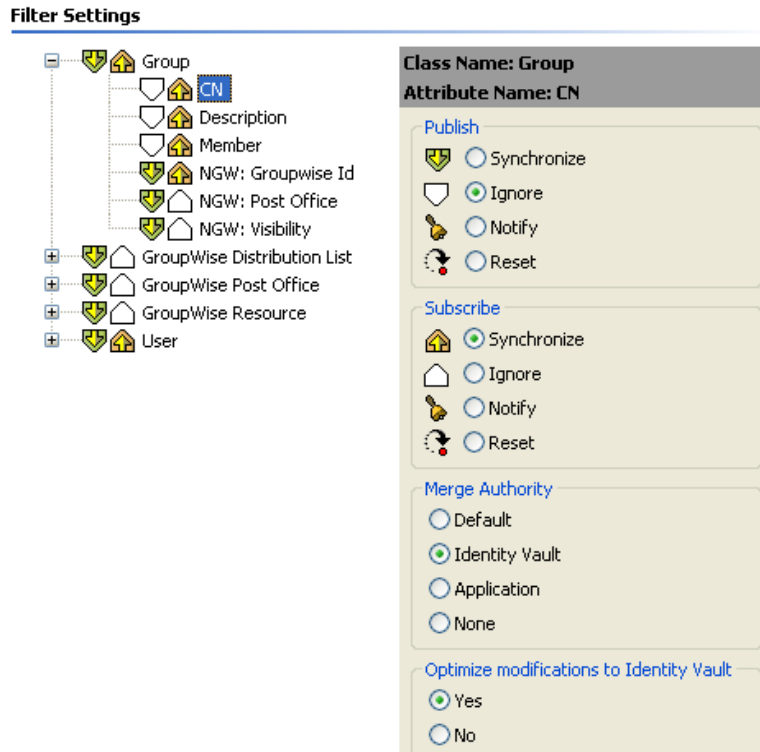 Filter Settings
Group
CN
Description
Member
NGW: Groupwise Id
NGW: Post Office
NGW: Visibility
GroupWise Distribution List
GroupWise Post Office
GroupWise Resource
User
Class Name: Group
Attribute Name: CN
Publish
Synchronize
Ignore
Notify
Reset
Subscribe
Synchronize
Ignore
Notify
Reset
Merge Authority
Default
Identity Vault
Application
None
Optimize modifications to Identity Vault
Yes
No